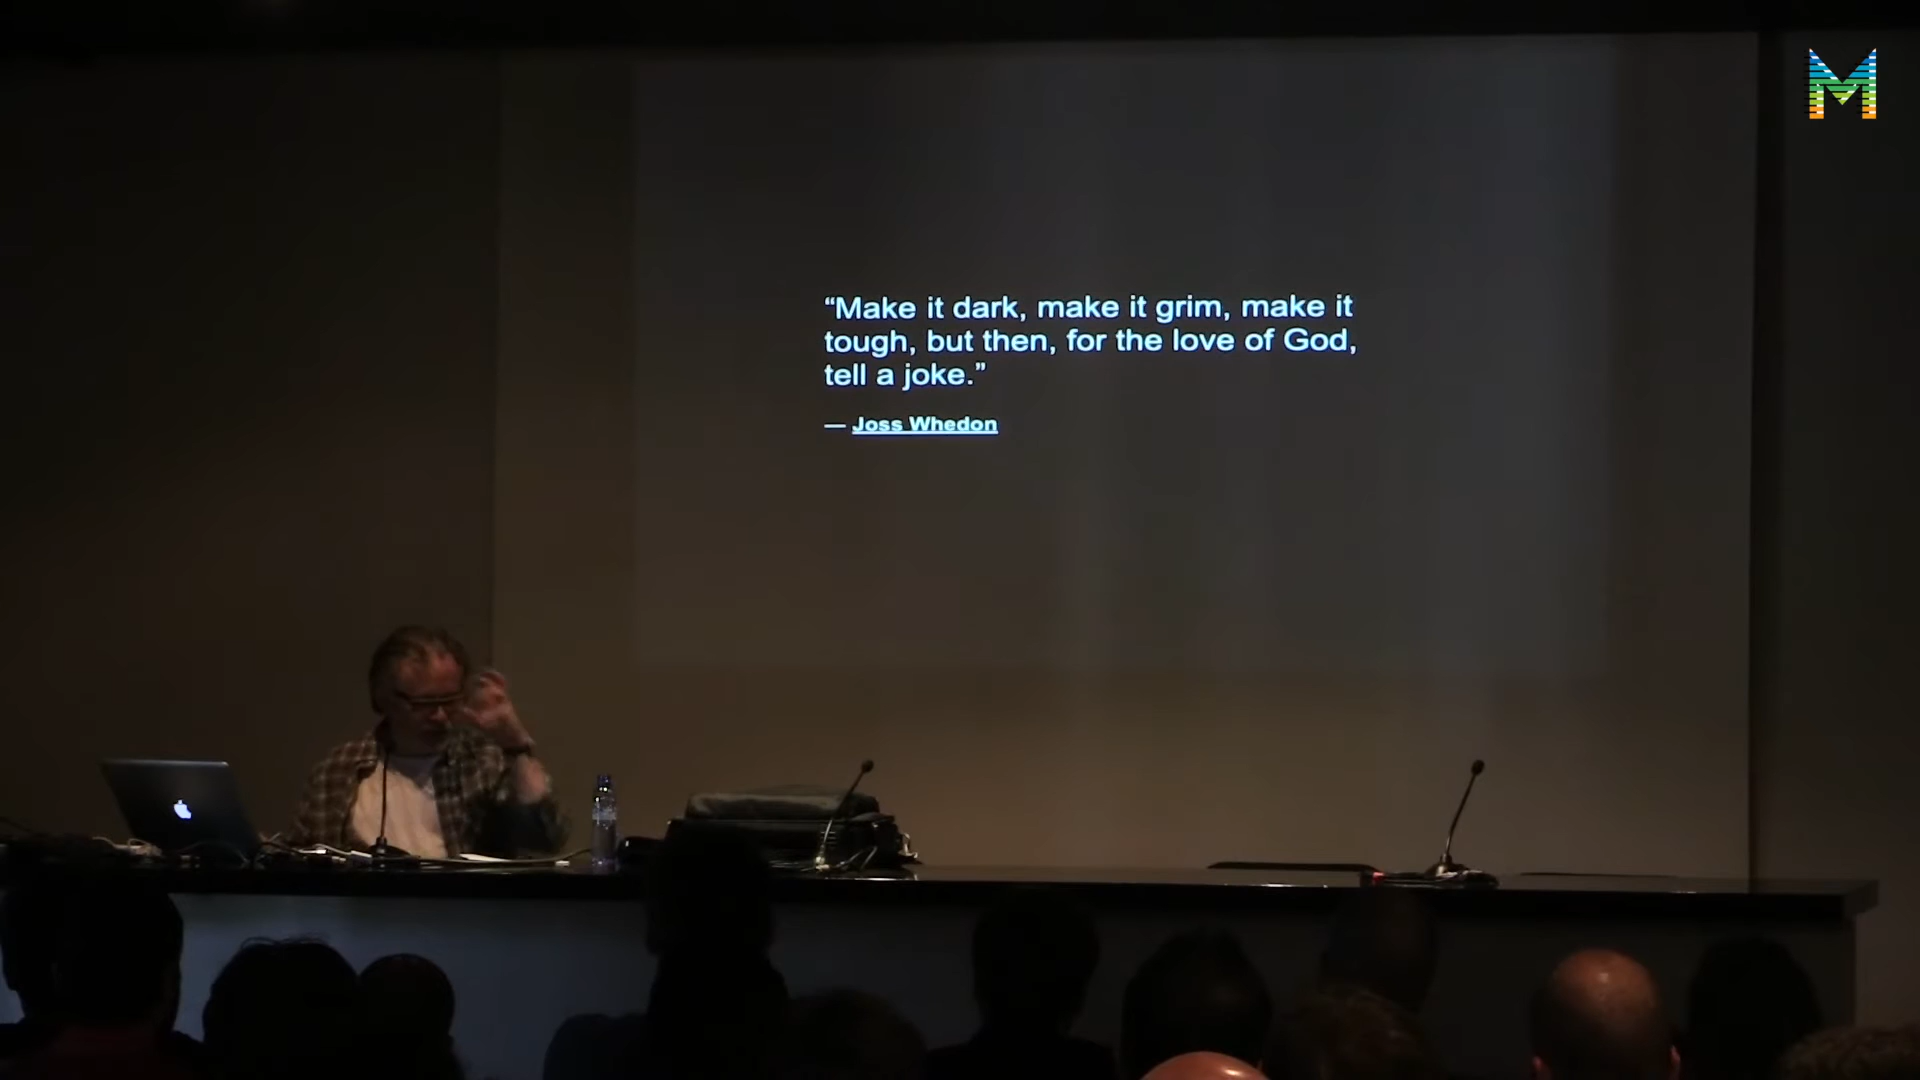 “Make it dark, make it grim, make it
tough, but then, for the love of God,
tell a joke.”
— Joss Whedon
M